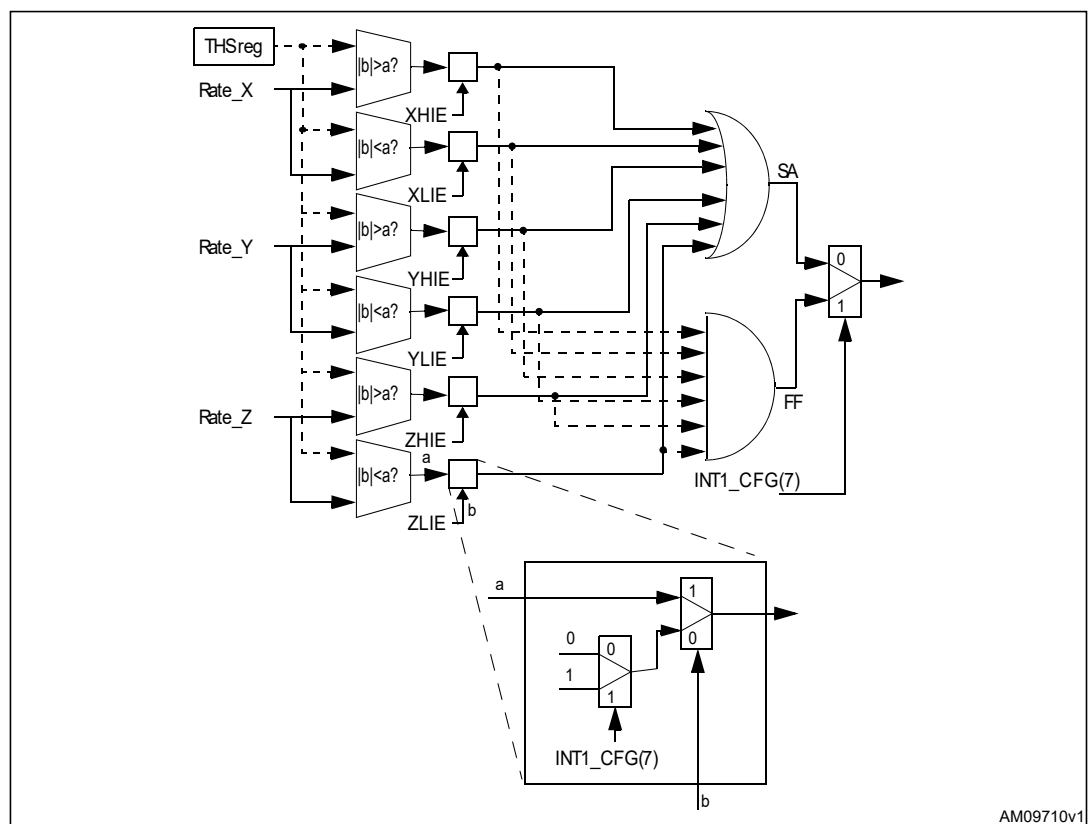 THSreg
|b|>a?
Rate_X
XHIE
|b|<a?
XLIE
|b|>a?
Rate_Y
YHIE
|b|<a?
YLIE
|b|>a?
Rate_Z
ZHIE
|b|<a?
a
b
ZLIE
SA
0
1
FF
INT1_CFG(7)
a
1
0
0
0
1
1
INT1_CFG(7)
b
AM09710v1